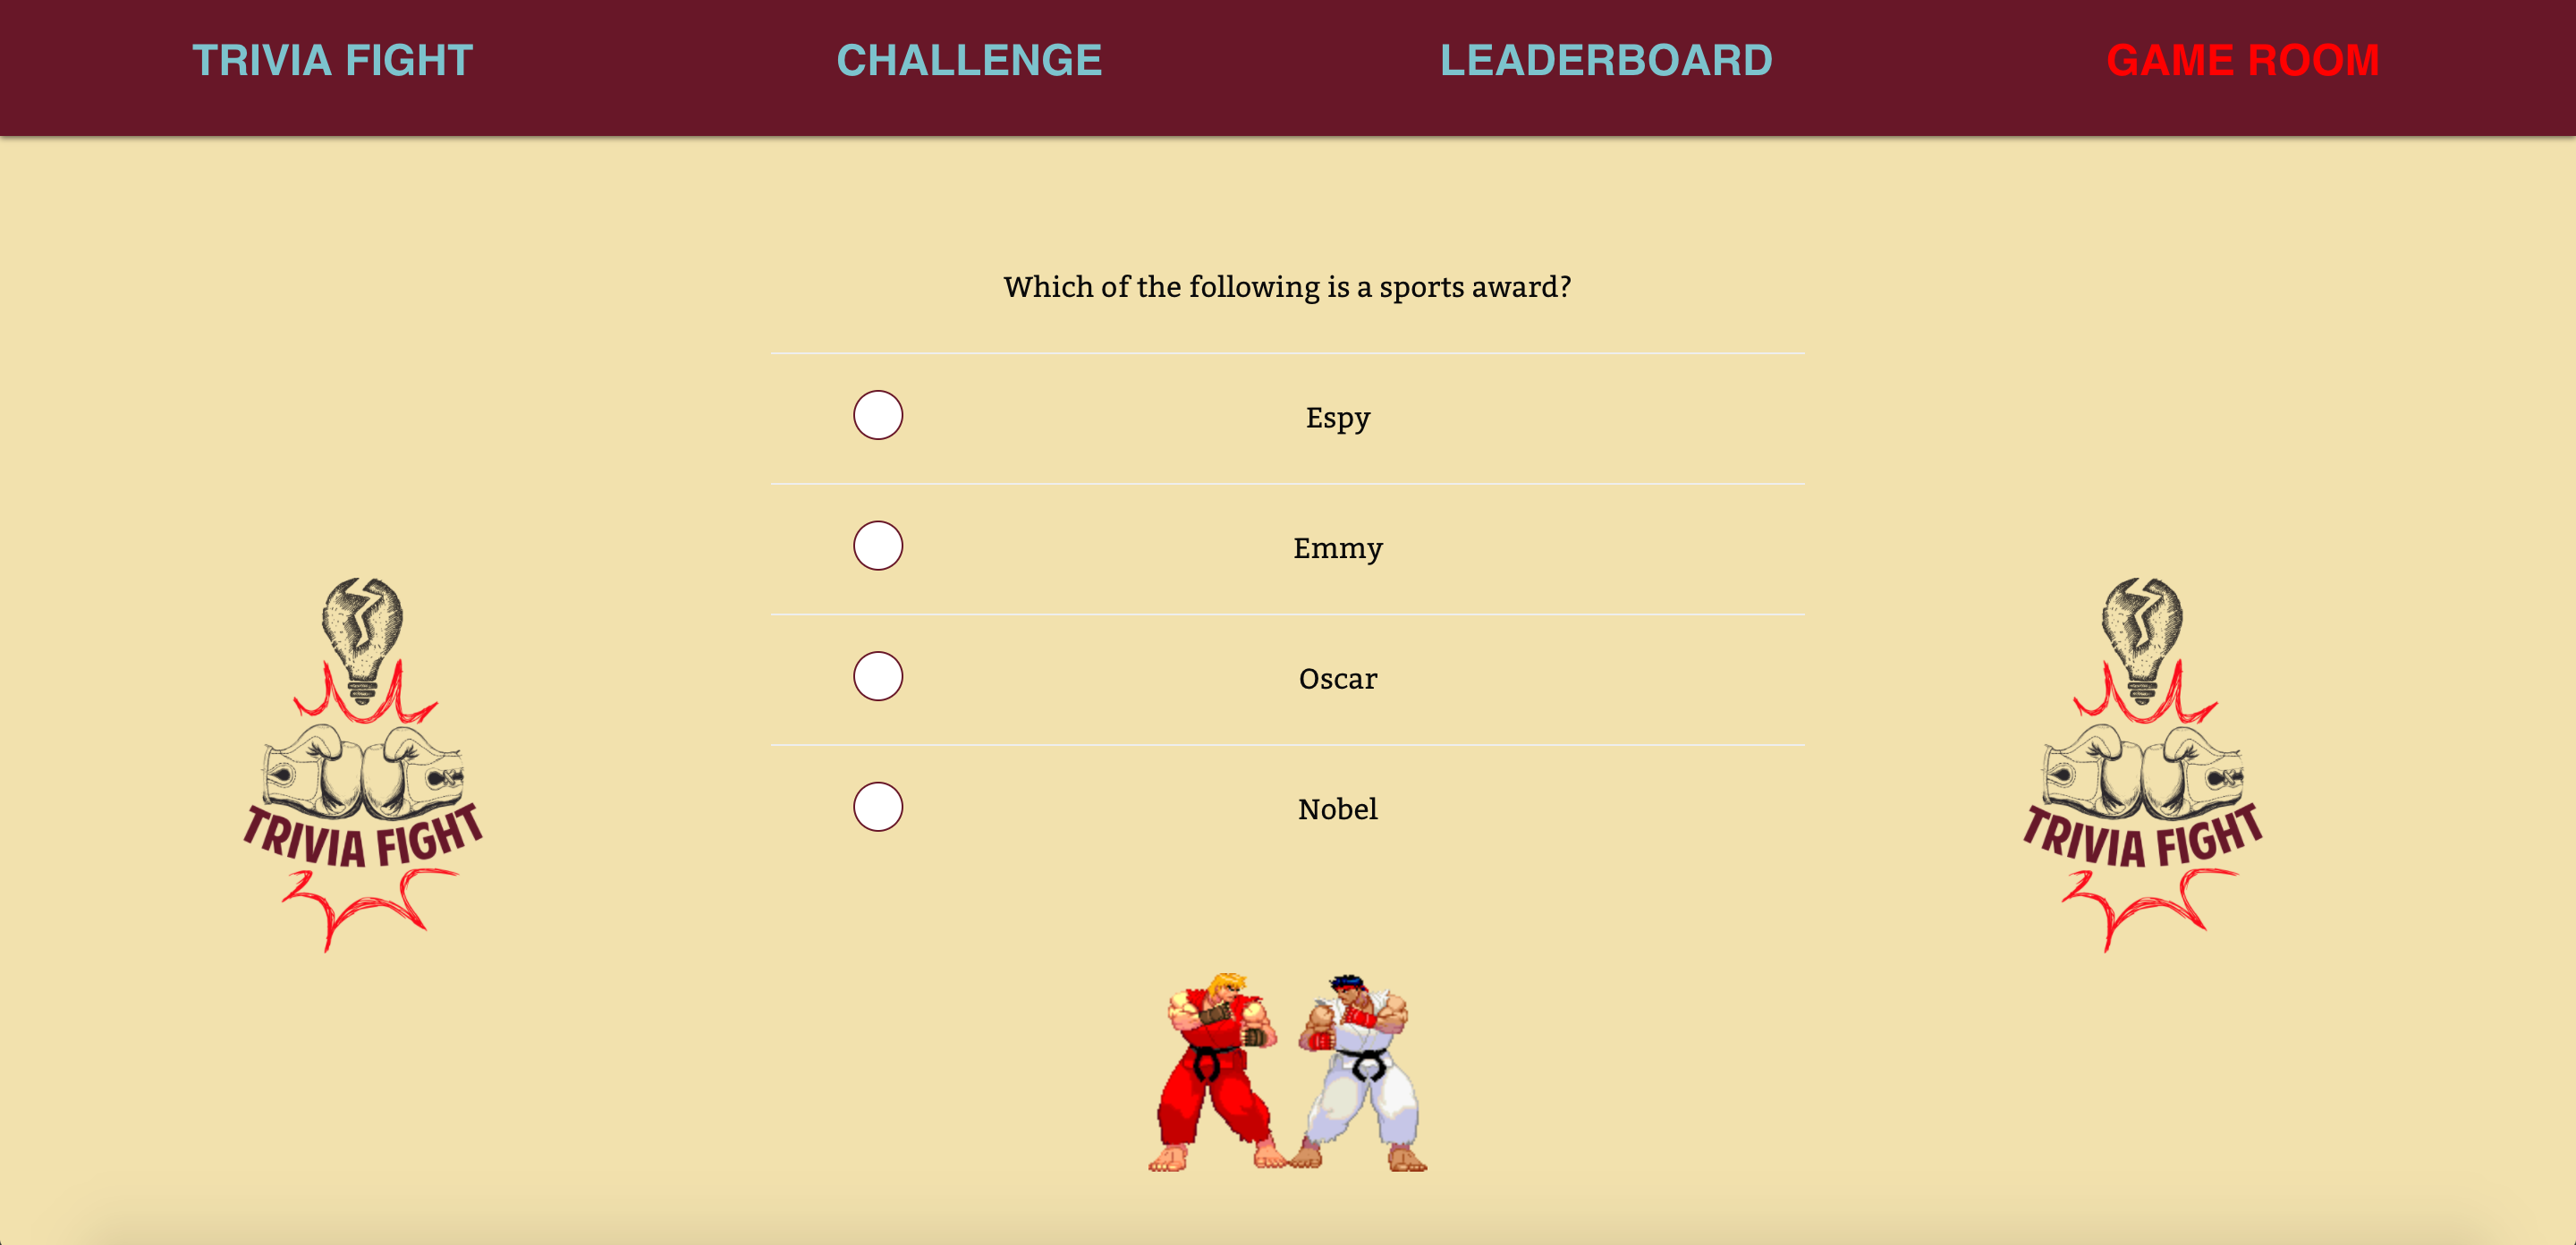 TRIVIA FIGHT CHALLENGE LEADERBOARD GAME ROOM
Which of the following is a sports award?
Espy
Emmy
Oscar
Nobel
TRIVIA FIGHT
TRIVIA FIGHT